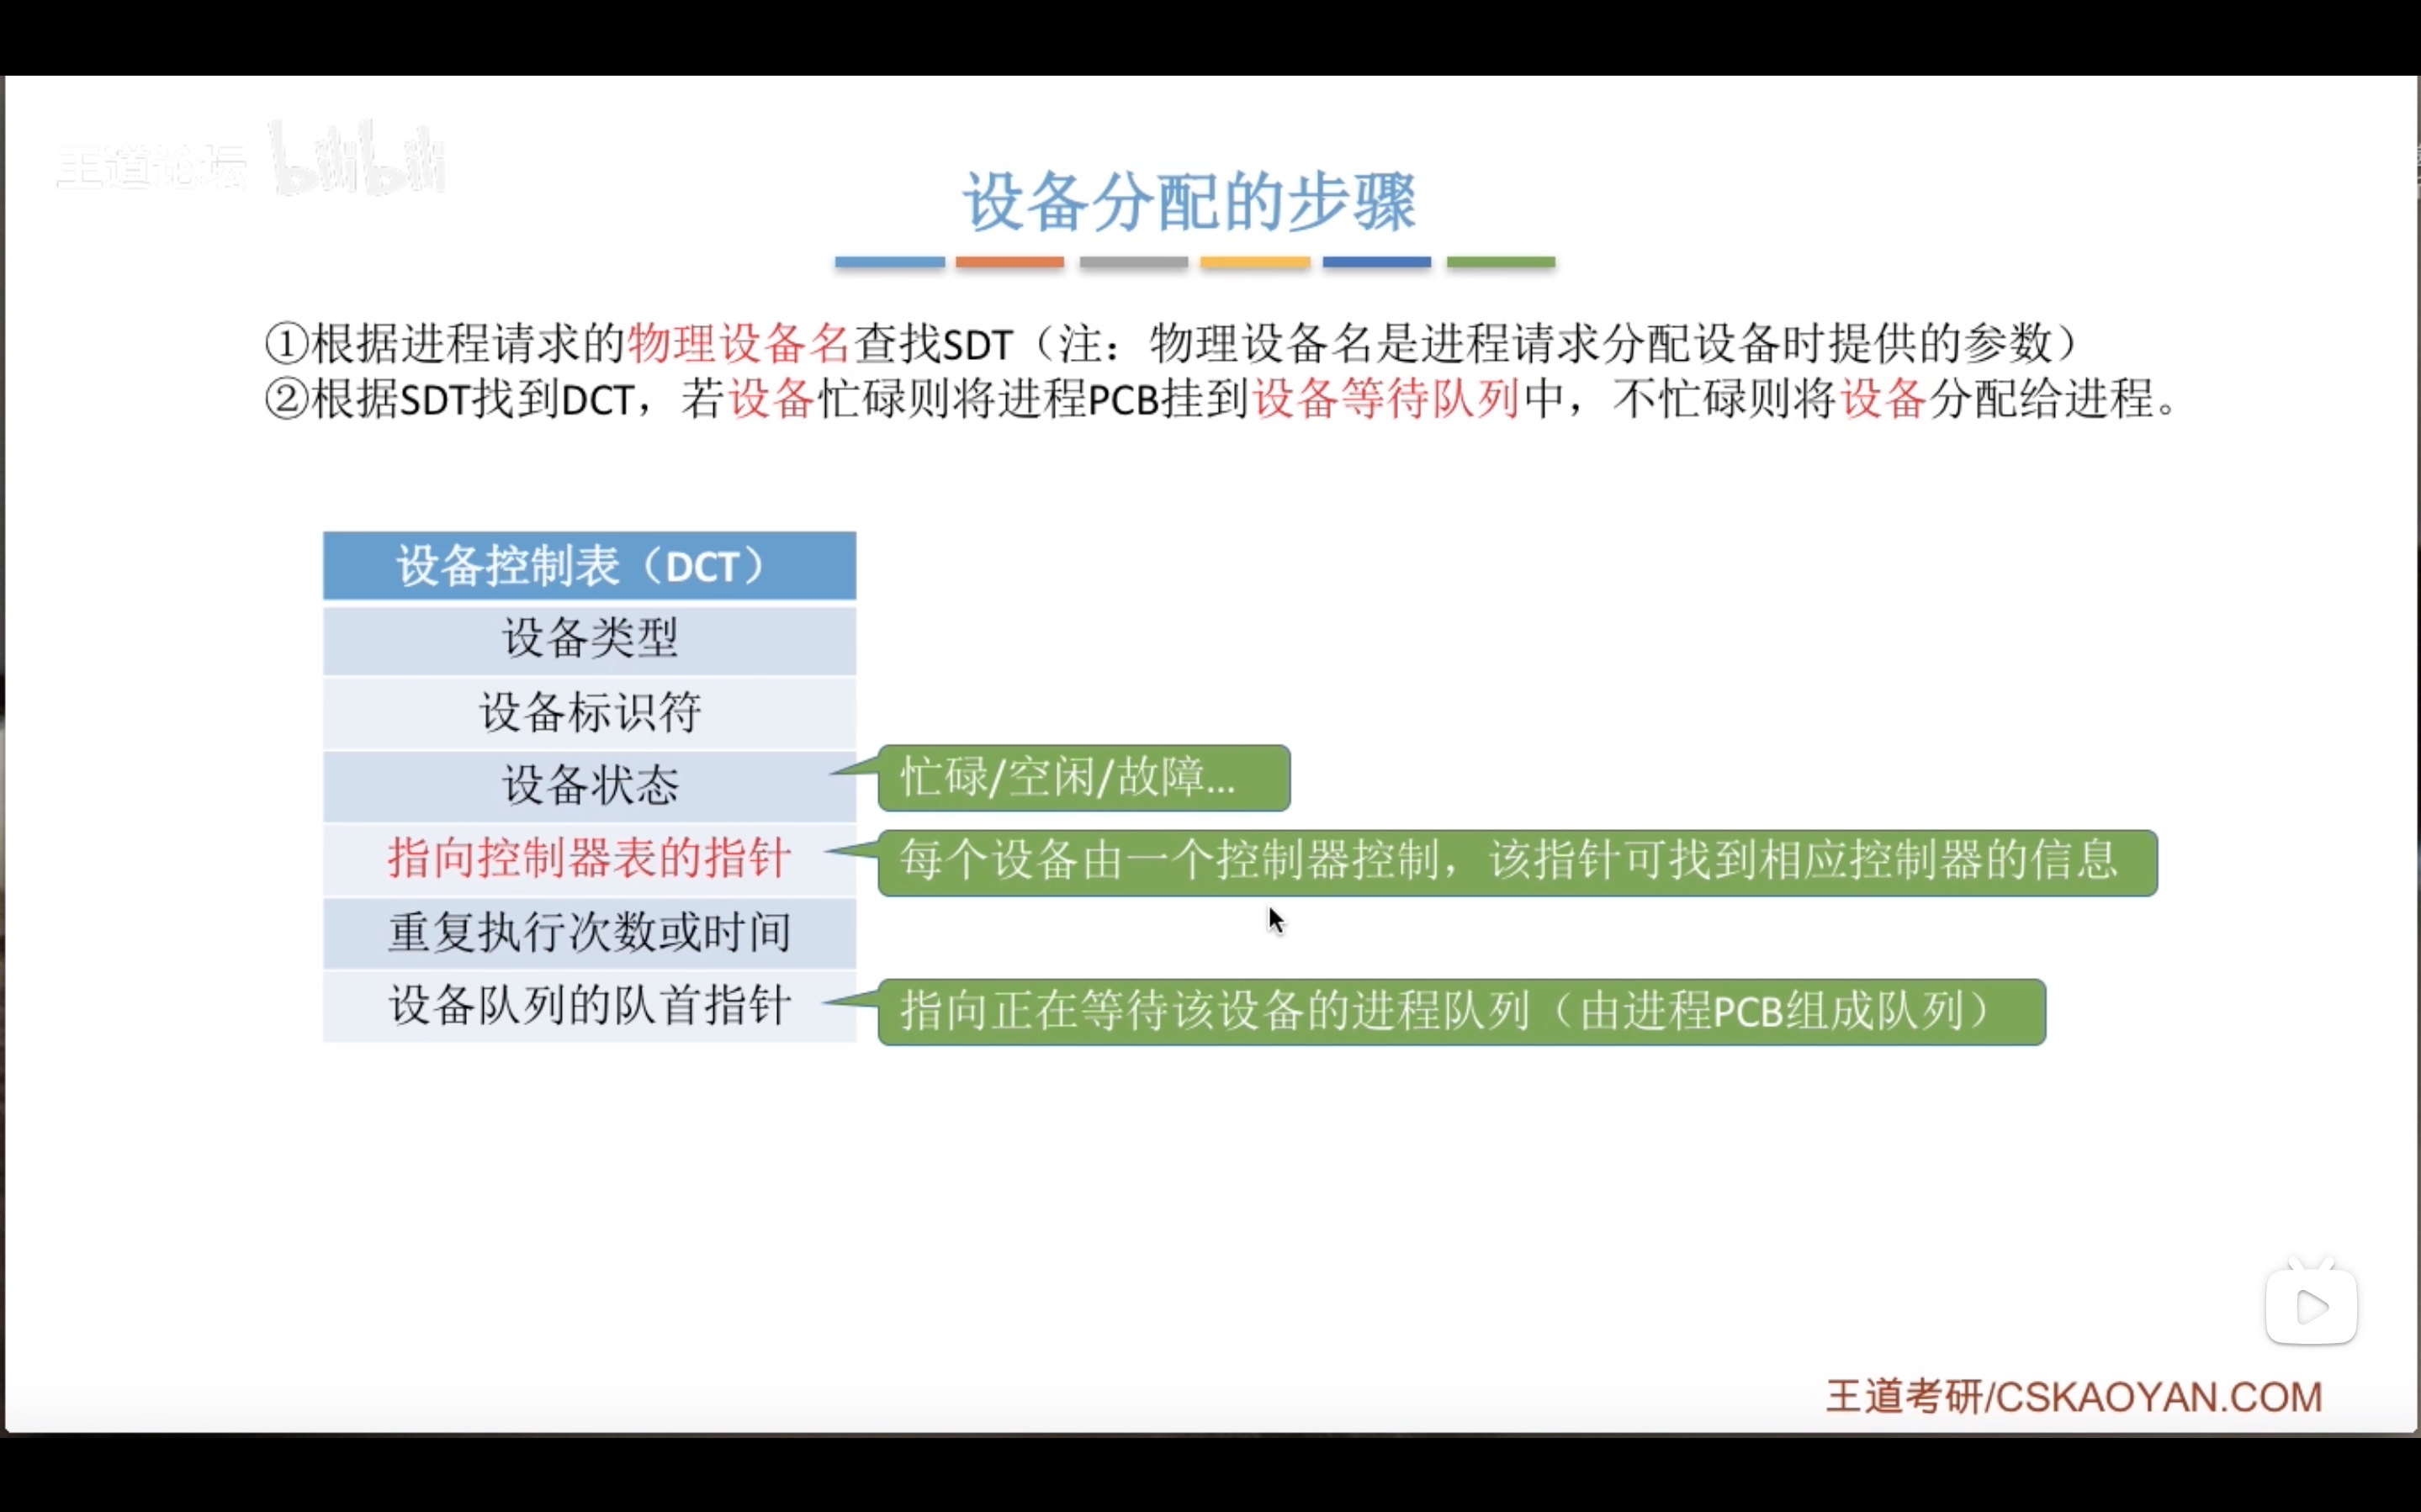 王道论坛 bilibili
设备分配的步骤
①根据进程请求的物理设备名查找SDT（注：物理设备名是进程请求分配设备时提供的参数）
②根据SDT找到DCT，若设备忙碌则将进程PCB挂到设备等待队列中，不忙碌则将设备分配给进程。
设备控制表（DCT）
设备类型
设备标识符
设备状态
忙碌/空闲/故障...
指向控制器表的指针
每个设备由一个控制器控制，该指针可找到相应控制器的信息
重复执行次数或时间
设备队列的队首指针
指向正在等待该设备的进程队列（由进程PCB组成队列）
王道考研/CSKAOYAN.COM